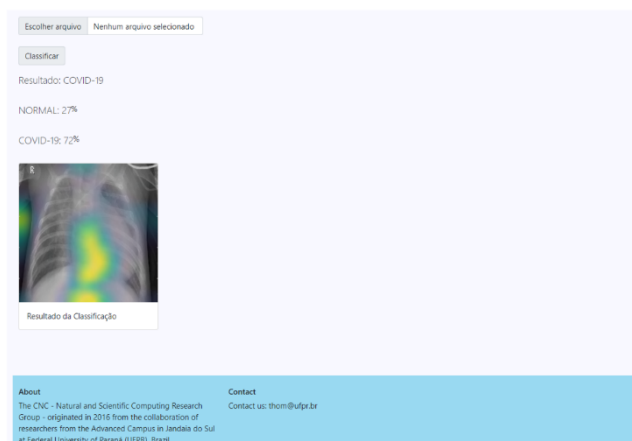 Escolher arquivo Nenhum arquivo selecionado
Classificar
Resultado: COVID-19
NORMAL: 27%
COVID-19: 72%
R
Resultado da Classificação
About
The CNC - Natural and Scientific Computing Research
Group - originated in 2016 from the collaboration of
researchers from the Advanced Campus in Jandaia do Sul
at Federal University of Paraná (UFPR), Brazil
Contact
Contact us: thom@ufpr.br